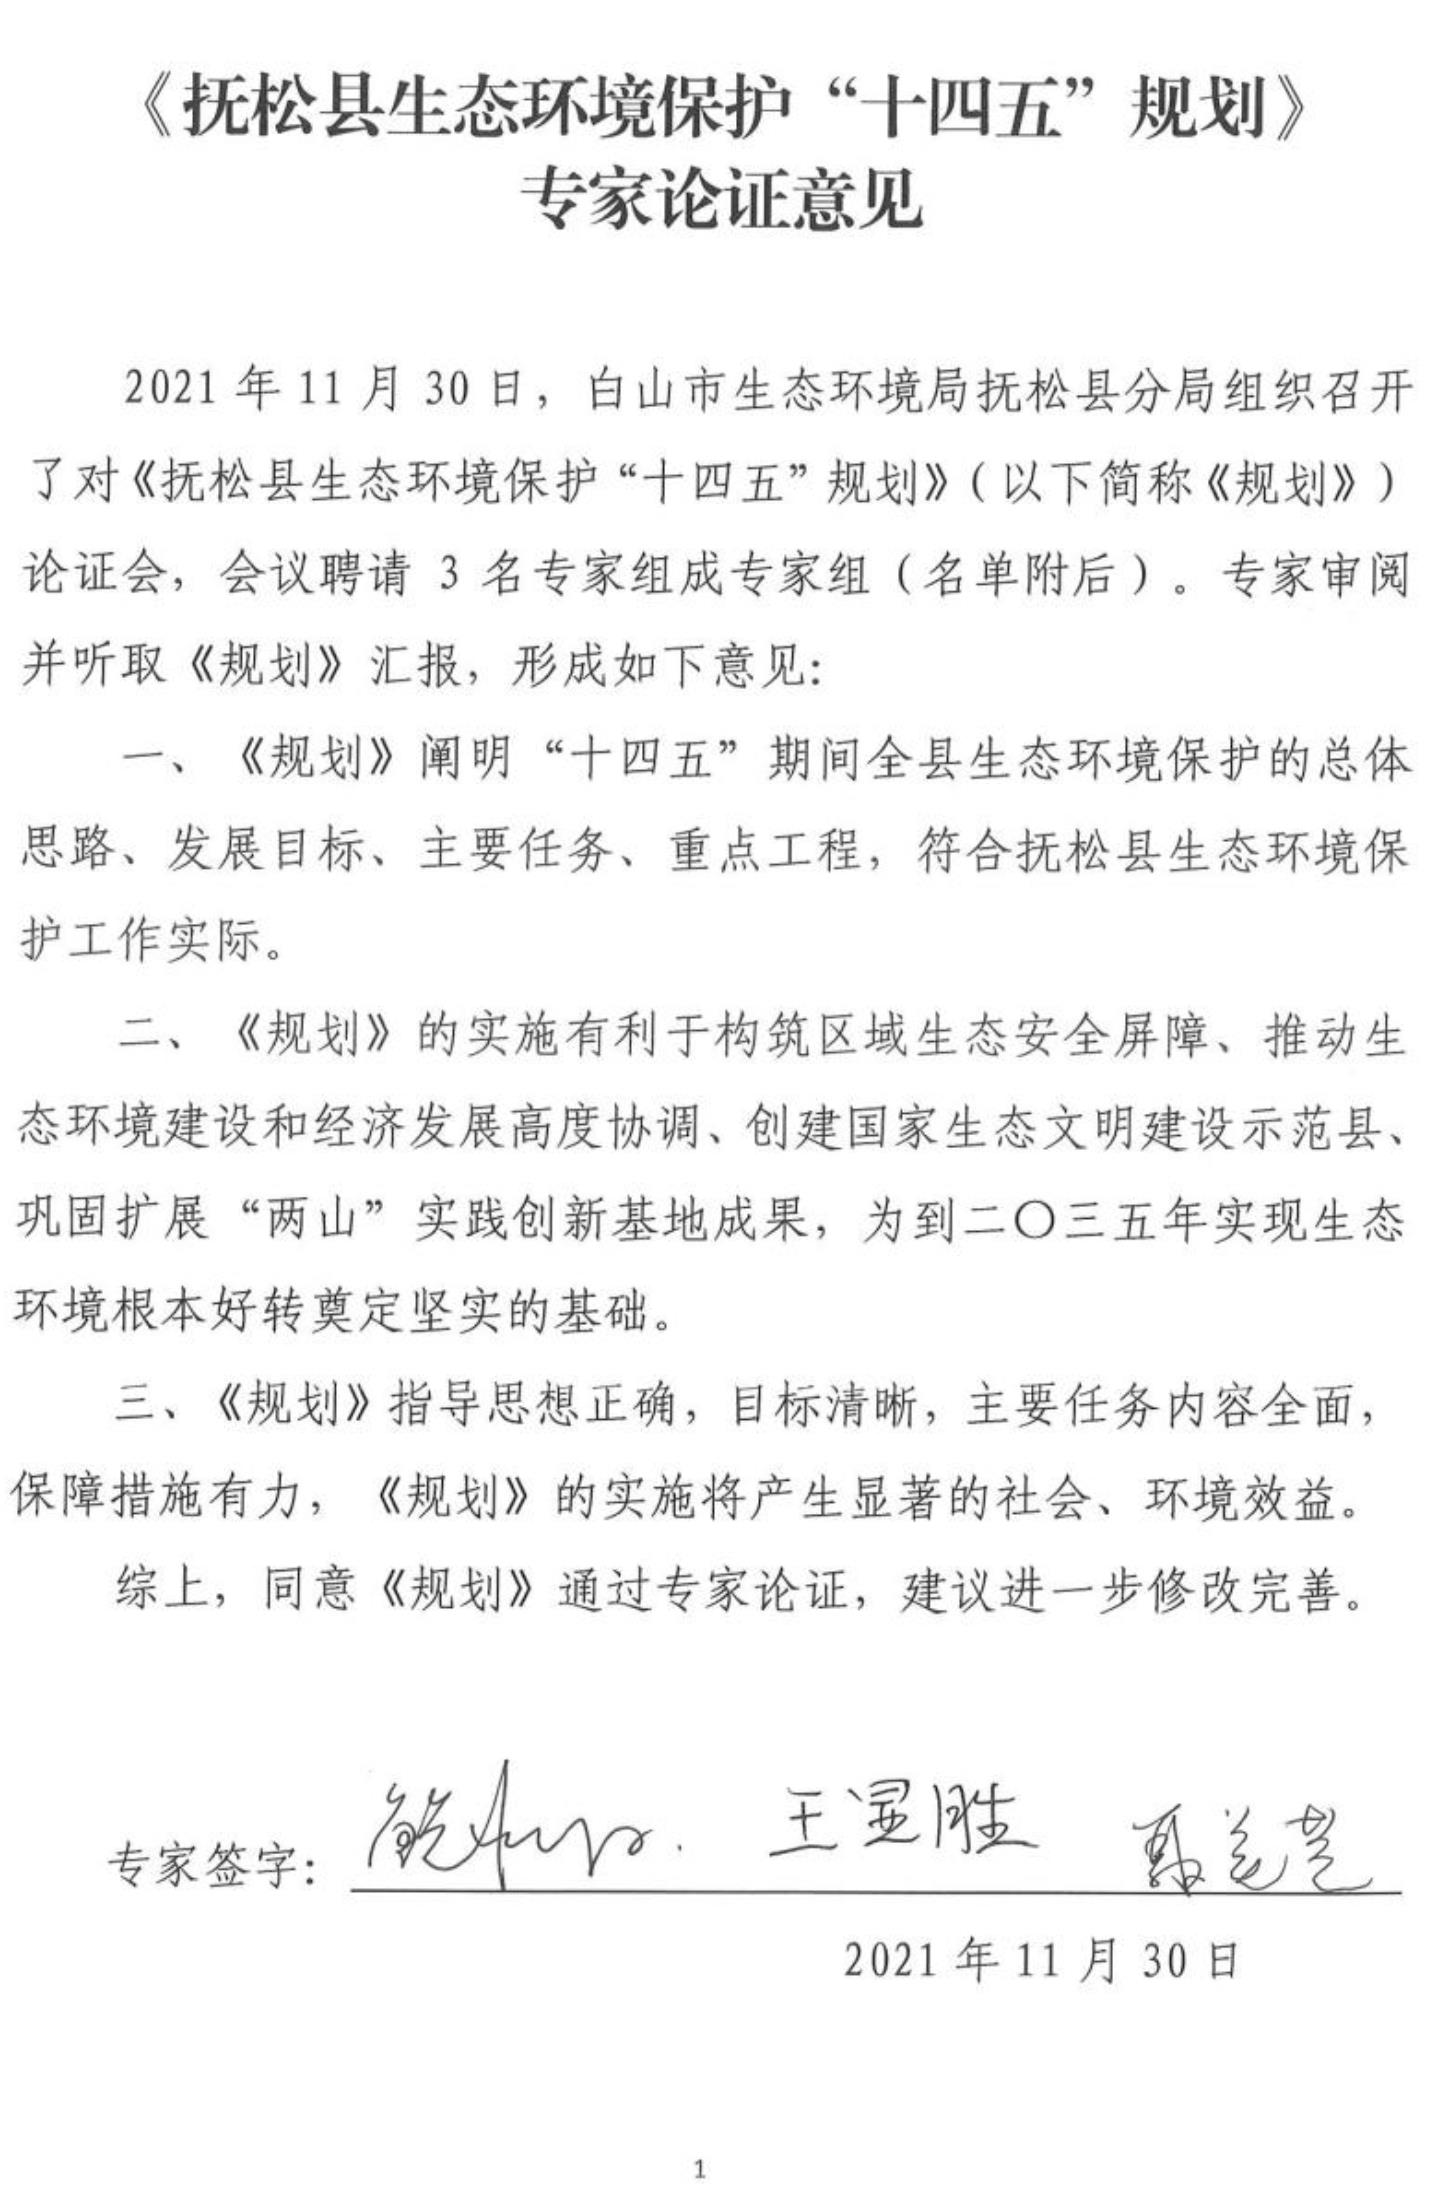 《抚松县生态环境保护“十四五”规划》
专家论证意见
2021 年 11 月 30 日，白山市生态环境局抚松县分局组织召开
了对《抚松县生态环境保护“十四五”规划》（以下简称《规划》）
论证会，会议聘请 3 名专家组成专家组（名单附后）。专家审阅
并听取《规划》汇报，形成如下意见：
一、《规划》阐明“十四五”期间全县生态环境保护的总体
思路、发展目标、主要任务、重点工程，符合抚松县生态环境保
护工作实际。
二、《规划》的实施有利于构筑区域生态安全屏障、推动生
态环境建设和经济发展高度协调、创建国家生态文明建设示范县、
巩固扩展“两山”实践创新基地成果，为到二〇三五年实现生态
环境根本好转奠定坚实的基础。
三、《规划》指导思想正确，目标清晰，主要任务内容全面，
保障措施有力，《规划》的实施将产生显著的社会、环境效益。
综上，同意《规划》通过专家论证，建议进一步修改完善。
专家签字： 王显胜
2021 年 11 月 30 日
1